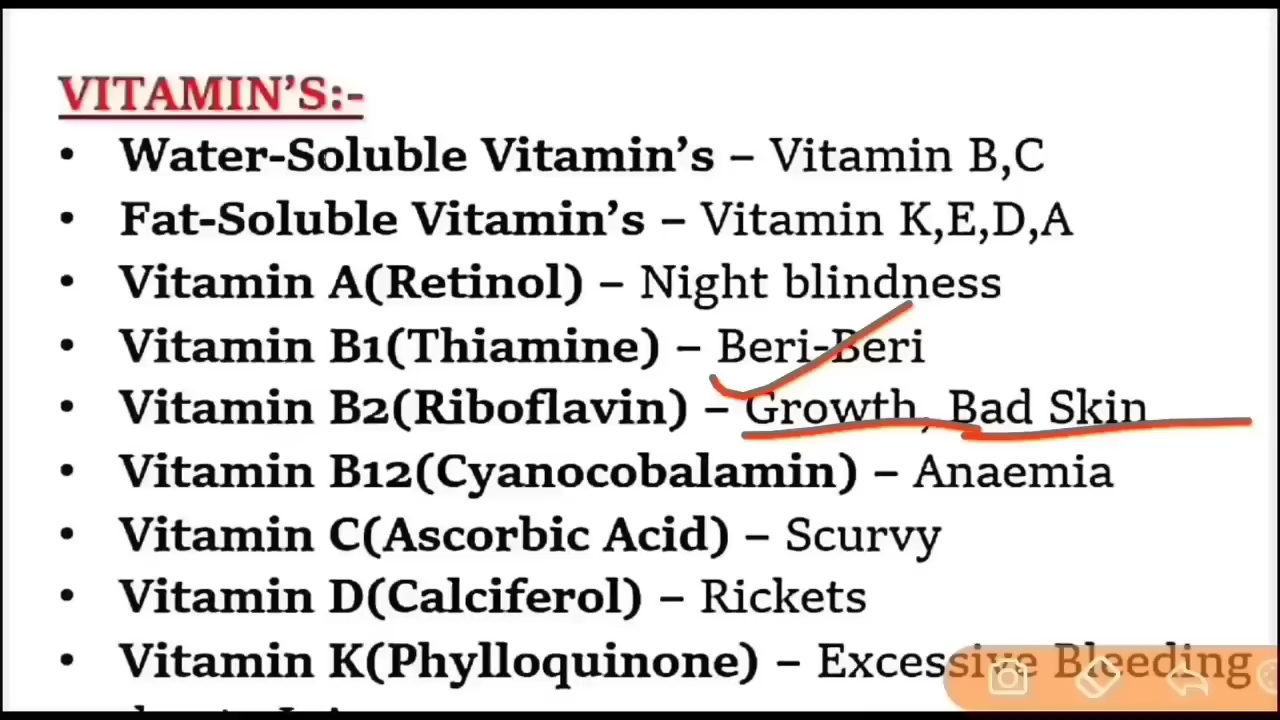 VITAMIN’S:-
• Water-Soluble Vitamin’s – Vitamin B,C
• Fat-Soluble Vitamin’s – Vitamin K,E,D,A
• Vitamin A(Retinol) – Night blindness
• Vitamin B1(Thiamine) – Beri-Beri
• Vitamin B2(Riboflavin) – Growth, Bad Skin
• Vitamin B12(Cyanocobalamin) – Anaemia
• Vitamin C(Ascorbic Acid) – Scurvy
• Vitamin D(Calciferol) – Rickets
• Vitamin K(Phylloquinone) – Excessive Bleeding